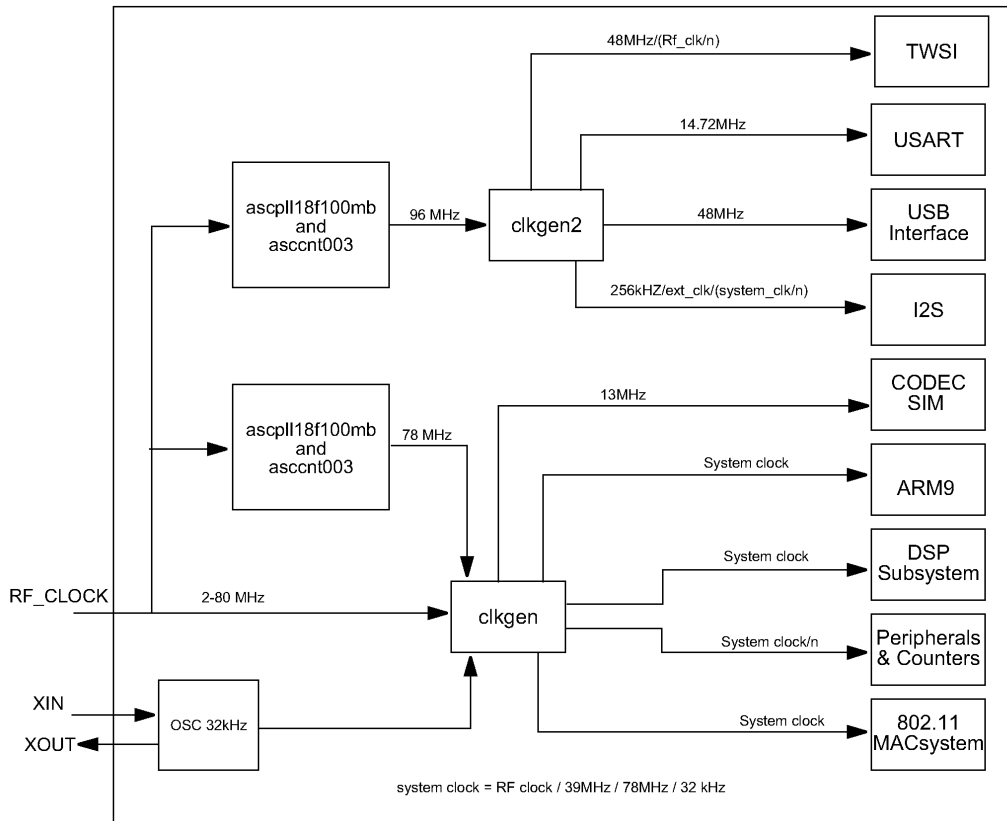 48MHz/(Rf_clk/n)
TWSI
14.72MHz
USART
ascpll18f100mb
and
asccnt003
96 MHz
clkgen2
48MHz
USB
Interface
256kHZ/ext_clk/(system_clk/n)
I2S
ascpll18f100mb
and
asccnt003
78 MHz
13MHz
CODEC
SIM
System clock
ARM9
System clock
DSP
Subsystem
RF_CLOCK
2-80 MHz
clkgen
System clock/n
Peripherals
& Counters
XIN
XOUT
OSC 32kHz
System clock
802.11
MACsystem
system clock = RF clock / 39MHz / 78MHz / 32 kHz